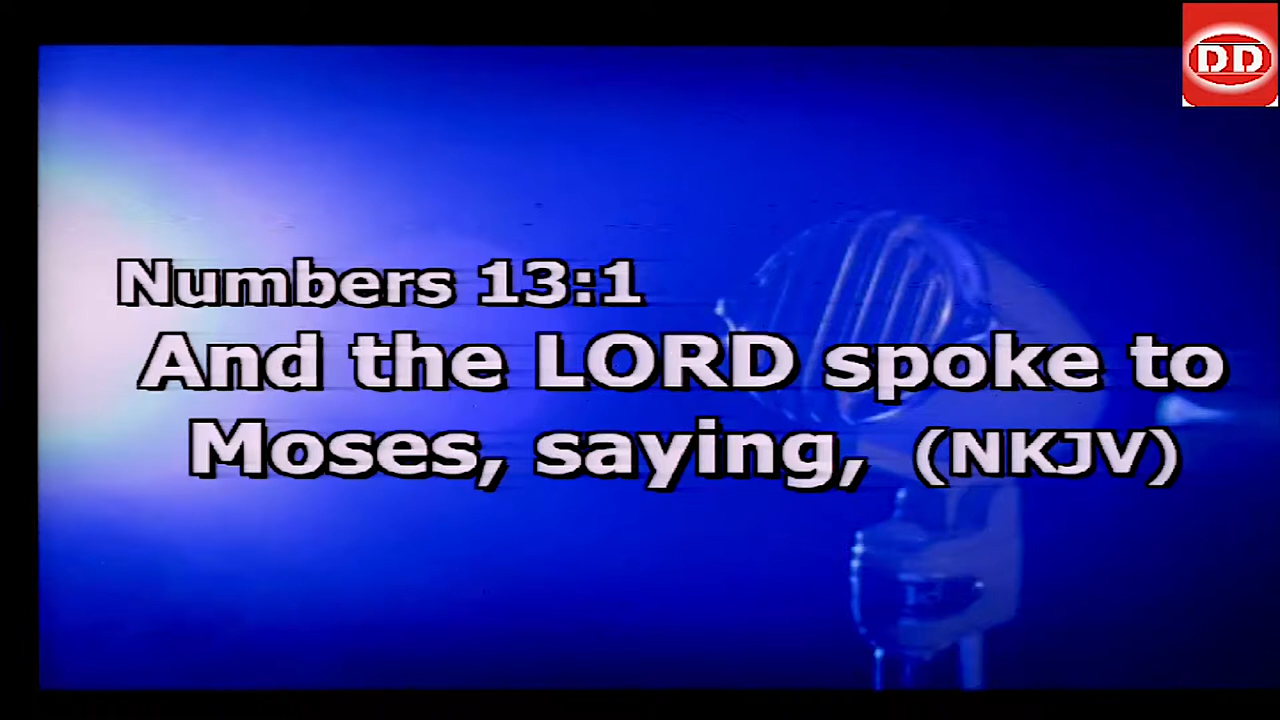 DD
Numbers 13:1
And the LORD spoke to
Moses, saying, (NKJV)